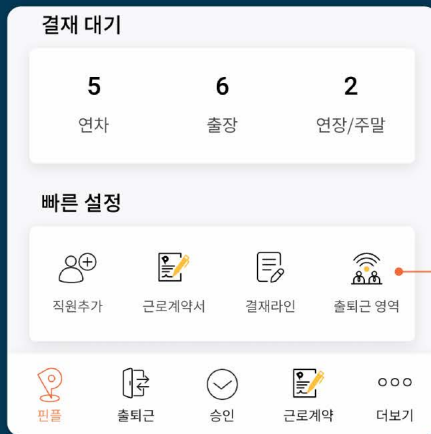 결재 대기
5 6 2
연차 출장 연장/주말
빠른 설정
직원추가 근로계약서 결재라인 출퇴근 영역
핀플 출퇴근 승인 근로계약 더보기